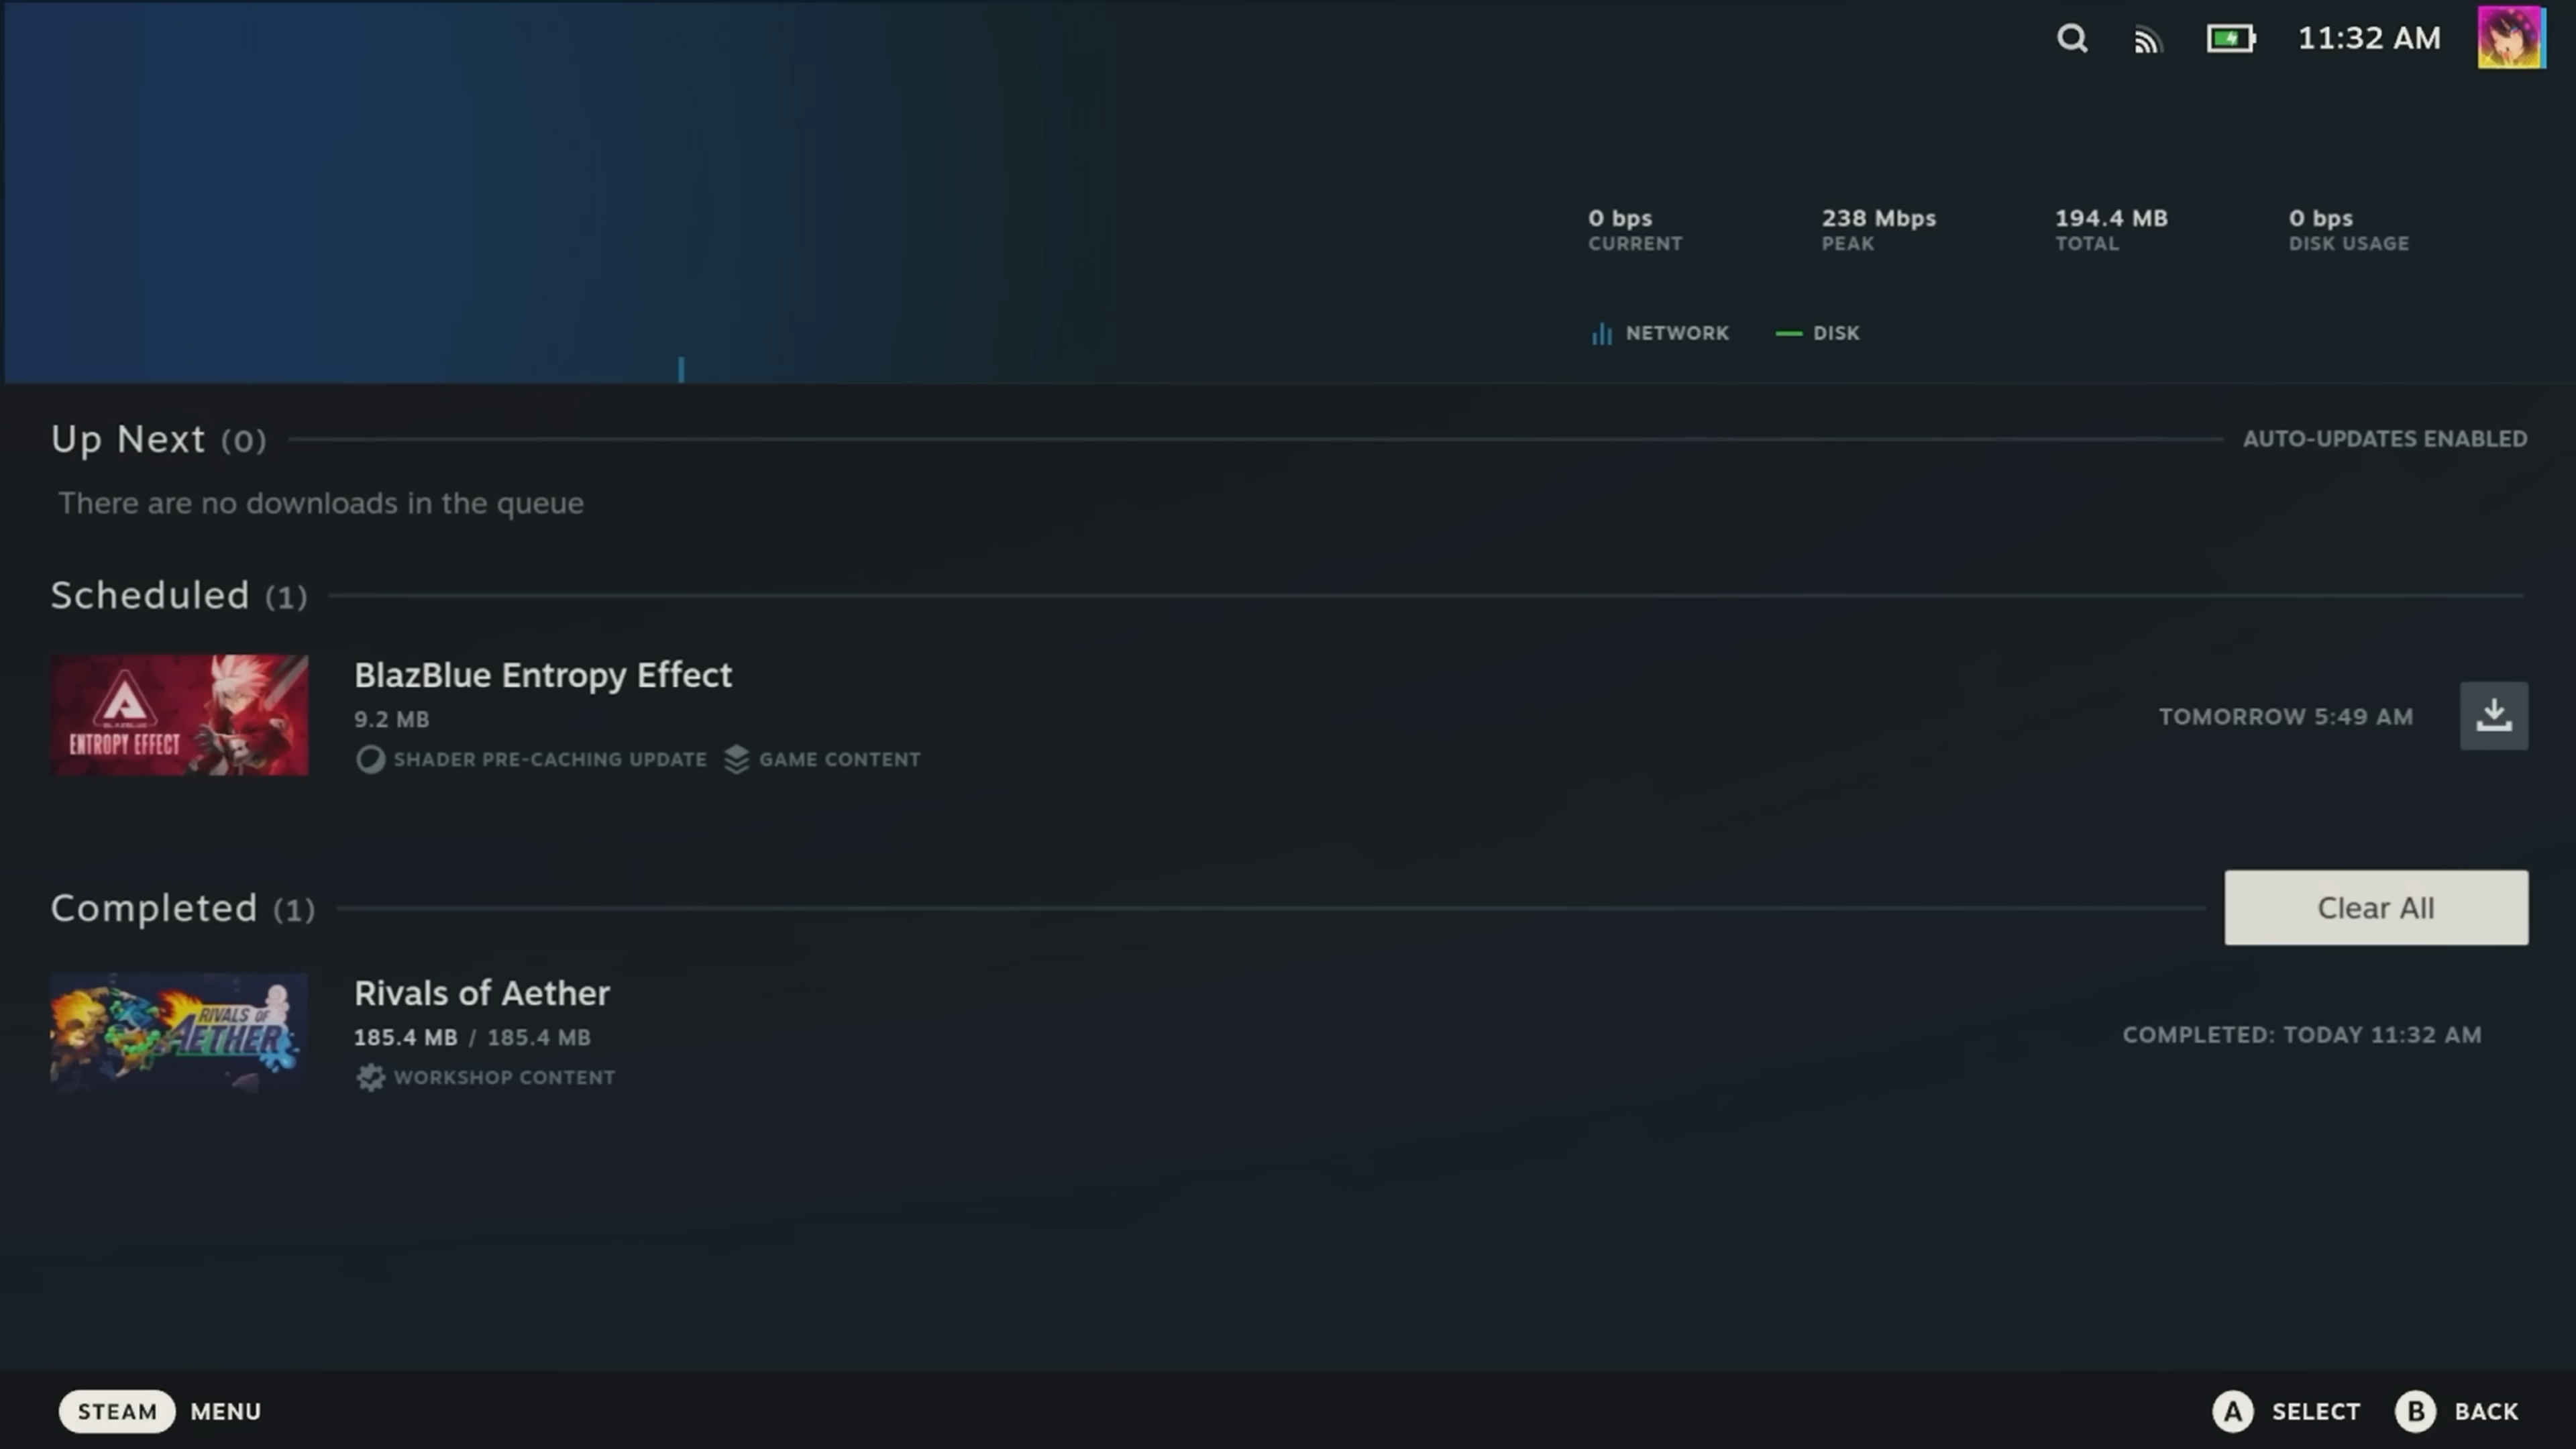 11:32 AM
0 bps
CURRENT
238 Mbps
PEAK
194.4 MB
TOTAL
0 bps
DISK USAGE
NETWORK
DISK
Up Next (0)
AUTO-UPDATES ENABLED
There are no downloads in the queue
Scheduled (1)
BLAZBLUE
ENTROPY EFFECT
BlazBlue Entropy Effect
9.2 MB
SHADER PRE-CACHING UPDATE GAME CONTENT
TOMORROW 5:49 AM
Completed (1)
Clear All
RIVALS OF
AETHER
Rivals of Aether
185.4 MB / 185.4 MB
WORKSHOP CONTENT
COMPLETED: TODAY 11:32 AM
STEAM MENU
A SELECT B BACK